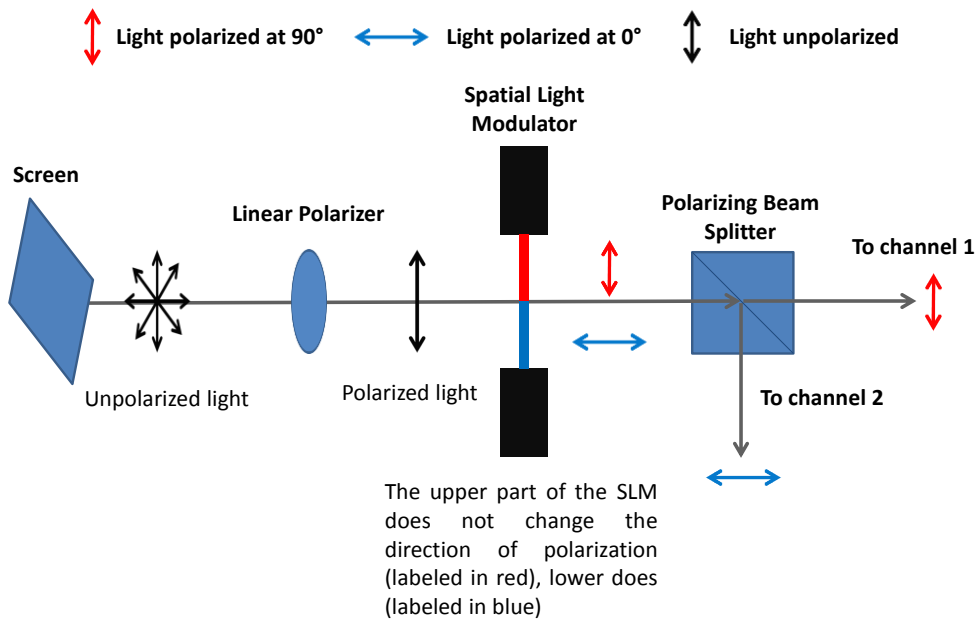 Light polarized at 90°
Light polarized at 0°
Light unpolarized
Spatial Light
Modulator
Screen
Linear Polarizer
Polarizing Beam
Splitter
To channel 1
Unpolarized light
Polarized light
To channel 2
The upper part of the SLM
does not change the
direction of polarization
(labeled in red), lower does
(labeled in blue)